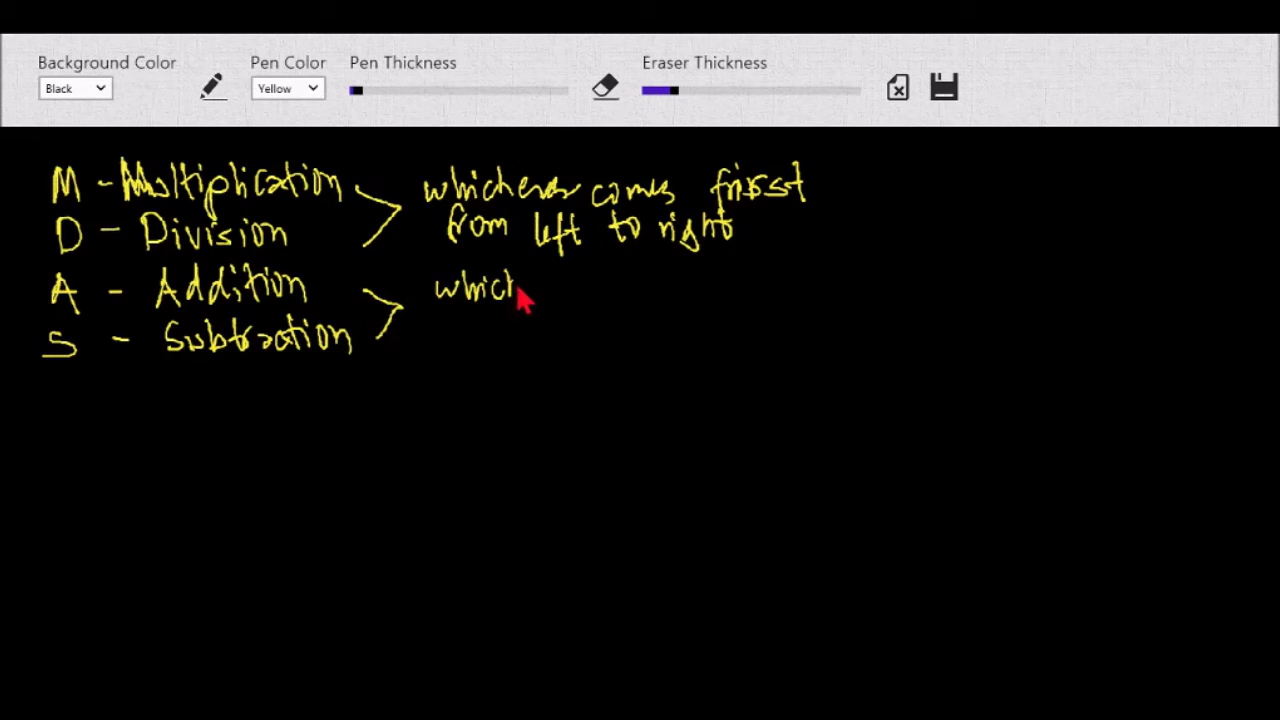 Background Color
Pen Color
Pen Thickness
Eraser Thickness
Black
Yellow
M - Multiplication
whichever comes frisst
D - Division
from left to right
A - Addition
which
S - Subtraction